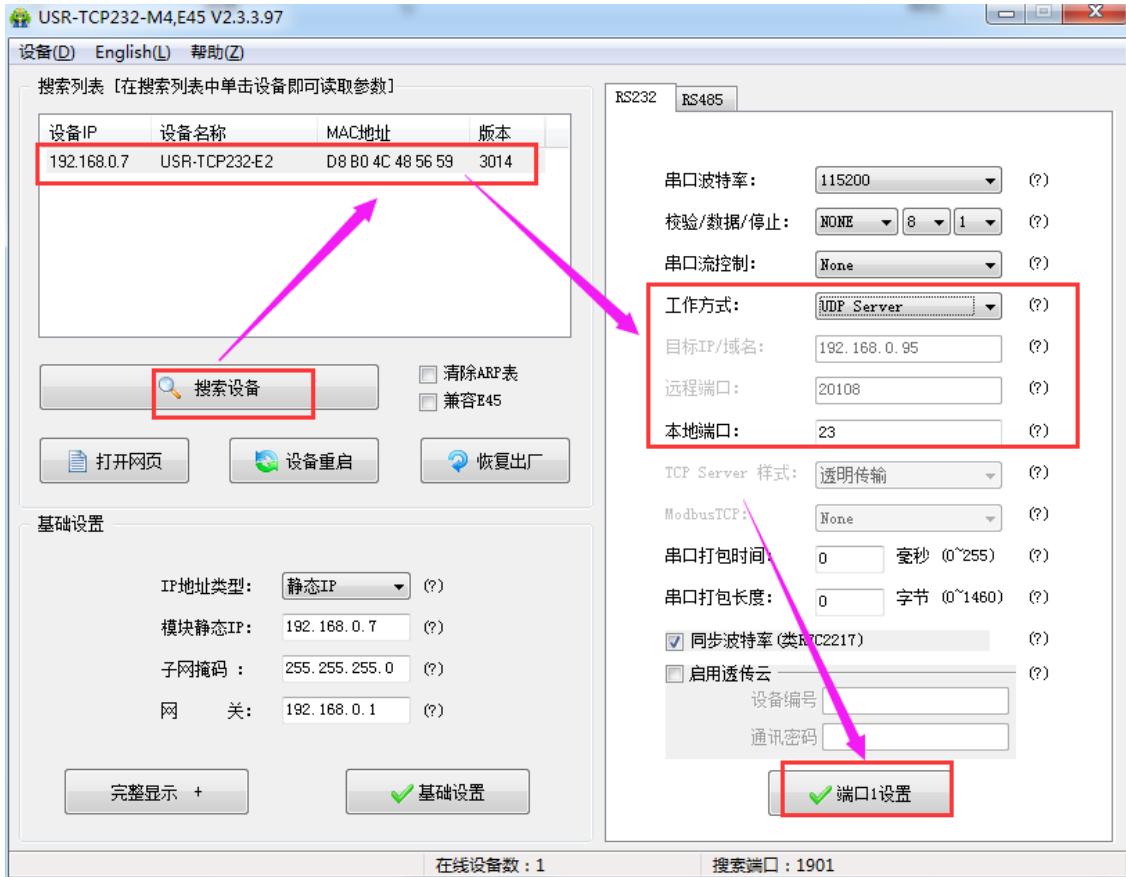 USR-TCP232-M4,E45 V2.3.3.97
设备(D) English(L) 帮助(Z)
搜索列表 [在搜索列表中单击设备即可读取参数]
设备IP 设备名称 MAC地址 版本
192.168.0.7 USR-TCP232-E2 D8 B0 4C 48 56 59 3014
搜索设备
清除ARP表
兼容E45
打开网页 设备重启 恢复出厂
基础设置
IP地址类型: 静态IP (?)
模块静态IP: 192.168.0.7 (?)
子网掩码 : 255.255.255.0 (?)
网 关: 192.168.0.1 (?)
完整显示 + 基础设置
RS232 RS485
串口波特率: 115200 (?)
校验/数据/停止: NONE 8 1 (?)
串口流控制: None (?)
工作方式: UDP Server (?)
目标IP/域名: 192.168.0.95 (?)
远程端口: 20108 (?)
本地端口: 23 (?)
TCP Server 样式: 透明传输 (?)
ModbusTCP: None (?)
串口打包时间: 0 毫秒 (0~255) (?)
串口打包长度: 0 字节 (0~1460) (?)
同步波特率(类RFC2217) (?)
启用透传云 (?)
设备编号
通讯密码
端口1设置
在线设备数：1 搜索端口：1901